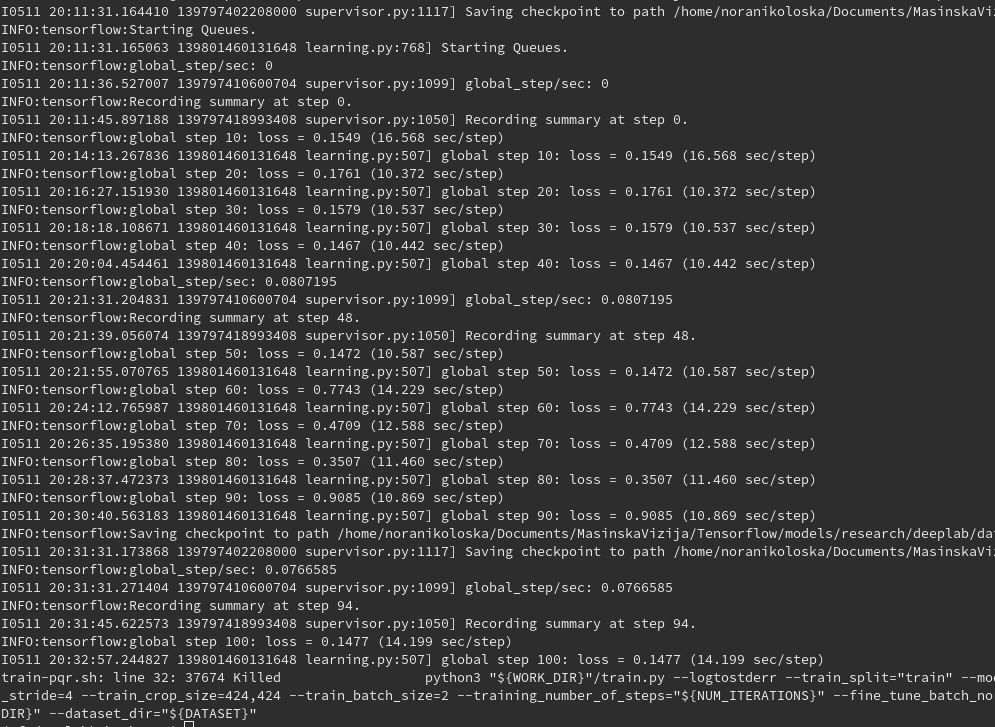 I0511 20:11:31.164410 139797402208000 supervisor.py:1117] Saving checkpoint to path /home/noranikoloska/Documents/MasinskaVi
INFO:tensorflow:Starting Queues.
I0511 20:11:31.165063 139801460131648 learning.py:768] Starting Queues.
INFO:tensorflow:global_step/sec: 0
I0511 20:11:36.527007 139797410600704 supervisor.py:1099] global_step/sec: 0
INFO:tensorflow:Recording summary at step 0.
I0511 20:11:45.897188 139797418993408 supervisor.py:1050] Recording summary at step 0.
INFO:tensorflow:global step 10: loss = 0.1549 (16.568 sec/step)
I0511 20:14:13.267836 139801460131648 learning.py:507] global step 10: loss = 0.1549 (16.568 sec/step)
INFO:tensorflow:global step 20: loss = 0.1761 (10.372 sec/step)
I0511 20:16:27.151930 139801460131648 learning.py:507] global step 20: loss = 0.1761 (10.372 sec/step)
INFO:tensorflow:global step 30: loss = 0.1579 (10.537 sec/step)
I0511 20:18:18.108671 139801460131648 learning.py:507] global step 30: loss = 0.1579 (10.537 sec/step)
INFO:tensorflow:global step 40: loss = 0.1467 (10.442 sec/step)
I0511 20:20:04.454461 139801460131648 learning.py:507] global step 40: loss = 0.1467 (10.442 sec/step)
INFO:tensorflow:global_step/sec: 0.0807195
I0511 20:21:31.204831 139797410600704 supervisor.py:1099] global_step/sec: 0.0807195
INFO:tensorflow:Recording summary at step 48.
I0511 20:21:39.056074 139797418993408 supervisor.py:1050] Recording summary at step 48.
INFO:tensorflow:global step 50: loss = 0.1472 (10.587 sec/step)
I0511 20:21:55.070765 139801460131648 learning.py:507] global step 50: loss = 0.1472 (10.587 sec/step)
INFO:tensorflow:global step 60: loss = 0.7743 (14.229 sec/step)
I0511 20:24:12.765987 139801460131648 learning.py:507] global step 60: loss = 0.7743 (14.229 sec/step)
INFO:tensorflow:global step 70: loss = 0.4709 (12.588 sec/step)
I0511 20:26:35.195380 139801460131648 learning.py:507] global step 70: loss = 0.4709 (12.588 sec/step)
INFO:tensorflow:global step 80: loss = 0.3507 (11.460 sec/step)
I0511 20:28:37.472373 139801460131648 learning.py:507] global step 80: loss = 0.3507 (11.460 sec/step)
INFO:tensorflow:global step 90: loss = 0.9085 (10.869 sec/step)
I0511 20:30:40.563183 139801460131648 learning.py:507] global step 90: loss = 0.9085 (10.869 sec/step)
INFO:tensorflow:Saving checkpoint to path /home/noranikoloska/Documents/MasinskaVizija/Tensorflow/models/research/deeplab/da
I0511 20:31:31.173868 139797402208000 supervisor.py:1117] Saving checkpoint to path /home/noranikoloska/Documents/MasinskaVi
INFO:tensorflow:global_step/sec: 0.0766585
I0511 20:31:31.271404 139797410600704 supervisor.py:1099] global_step/sec: 0.0766585
INFO:tensorflow:Recording summary at step 94.
I0511 20:31:45.622573 139797418993408 supervisor.py:1050] Recording summary at step 94.
INFO:tensorflow:global step 100: loss = 0.1477 (14.199 sec/step)
I0511 20:32:57.244827 139801460131648 learning.py:507] global step 100: loss = 0.1477 (14.199 sec/step)
train-pqr.sh: line 32: 37674 Killed python3 "${WORK_DIR}"/train.py --logtostderr --train_split="train" --mo
_stride=4 --train_crop_size=424,424 --train_batch_size=2 --training_number_of_steps="${NUM_ITERATIONS}" --fine_tune_batch_no
DIR}" --dataset_dir="${DATASET}"